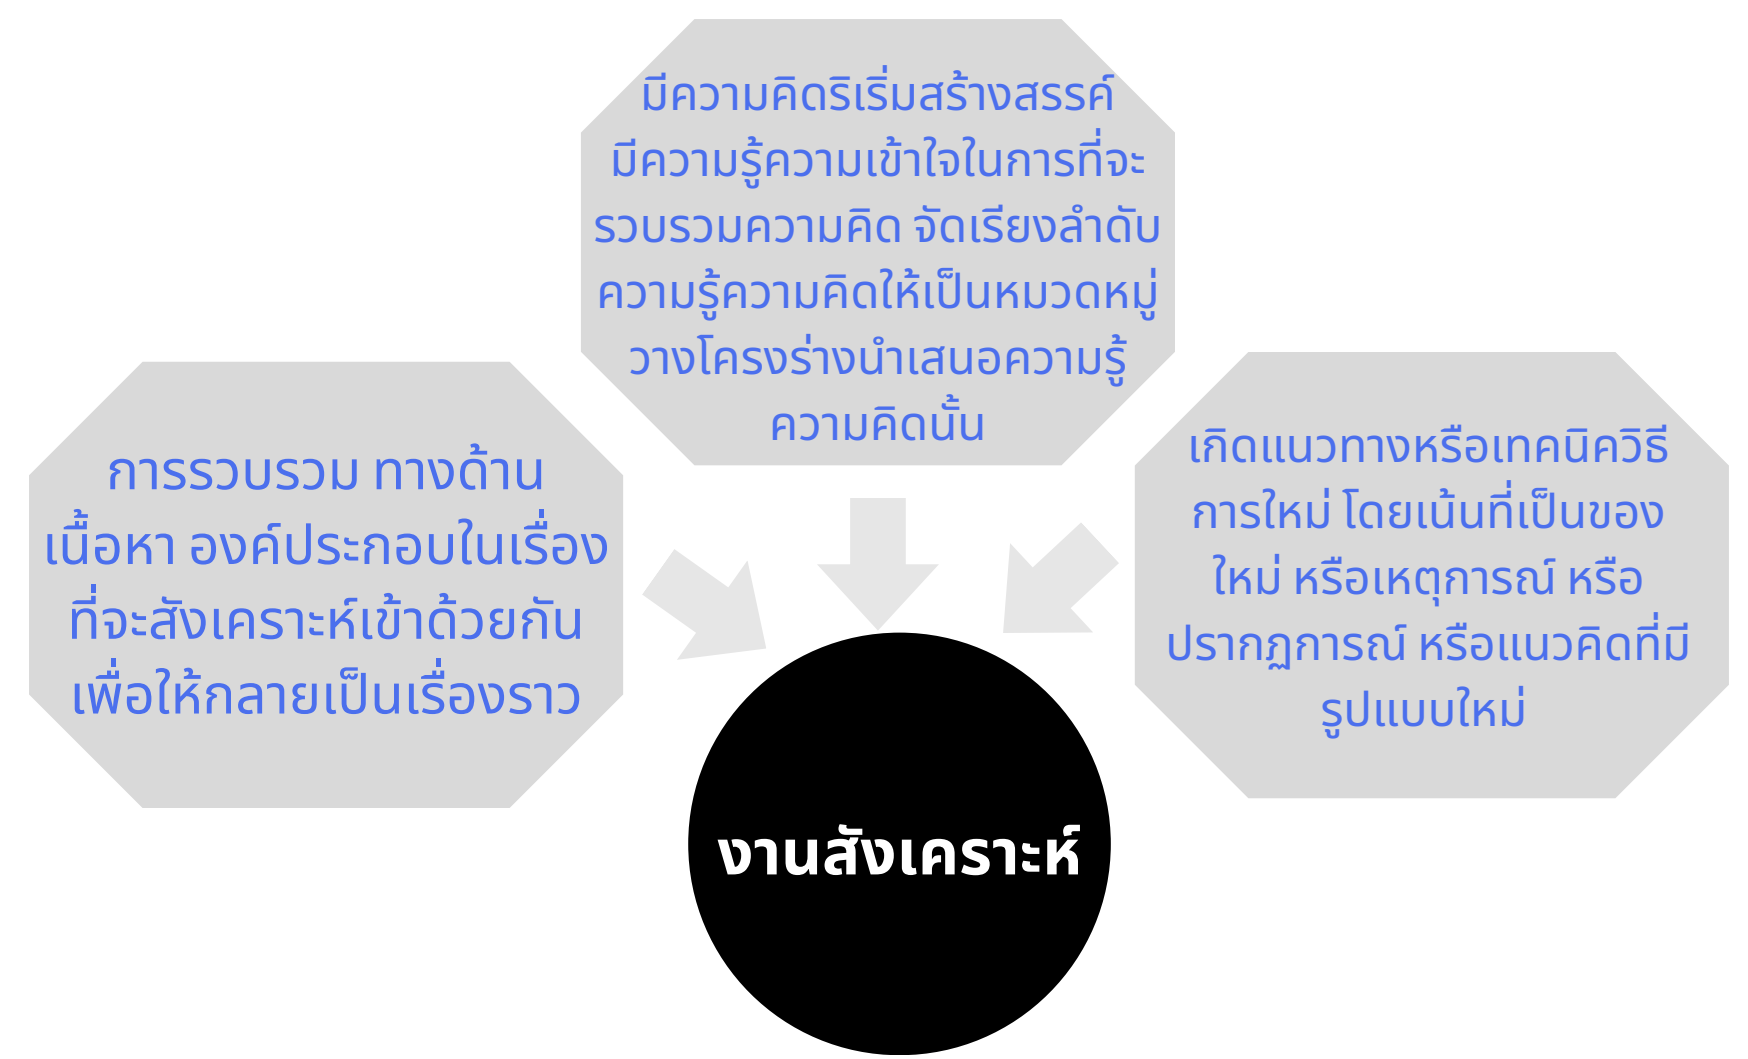 มีความคิดริเริ่มสร้างสรรค์
มีความรู้ความเข้าใจในการที่จะ
รวบรวมความคิด จัดเรียงลำดับ
ความรู้ความคิดให้เป็นหมวดหมู่
วางโครงร่างนำเสนอความรู้
ความคิดนั้น
การรวบรวม ทางด้าน
เนื้อหา องค์ประกอบในเรื่อง
ที่จะสังเคราะห์เข้าด้วยกัน
เพื่อให้กลายเป็นเรื่องราว
เกิดแนวทางหรือเทคนิควิธี
การใหม่ โดยเน้นที่เป็นของ
ใหม่ หรือเหตุการณ์ หรือ
ปรากฏการณ์ หรือแนวคิดที่มี
รูปแบบใหม่
งานสังเคราะห์